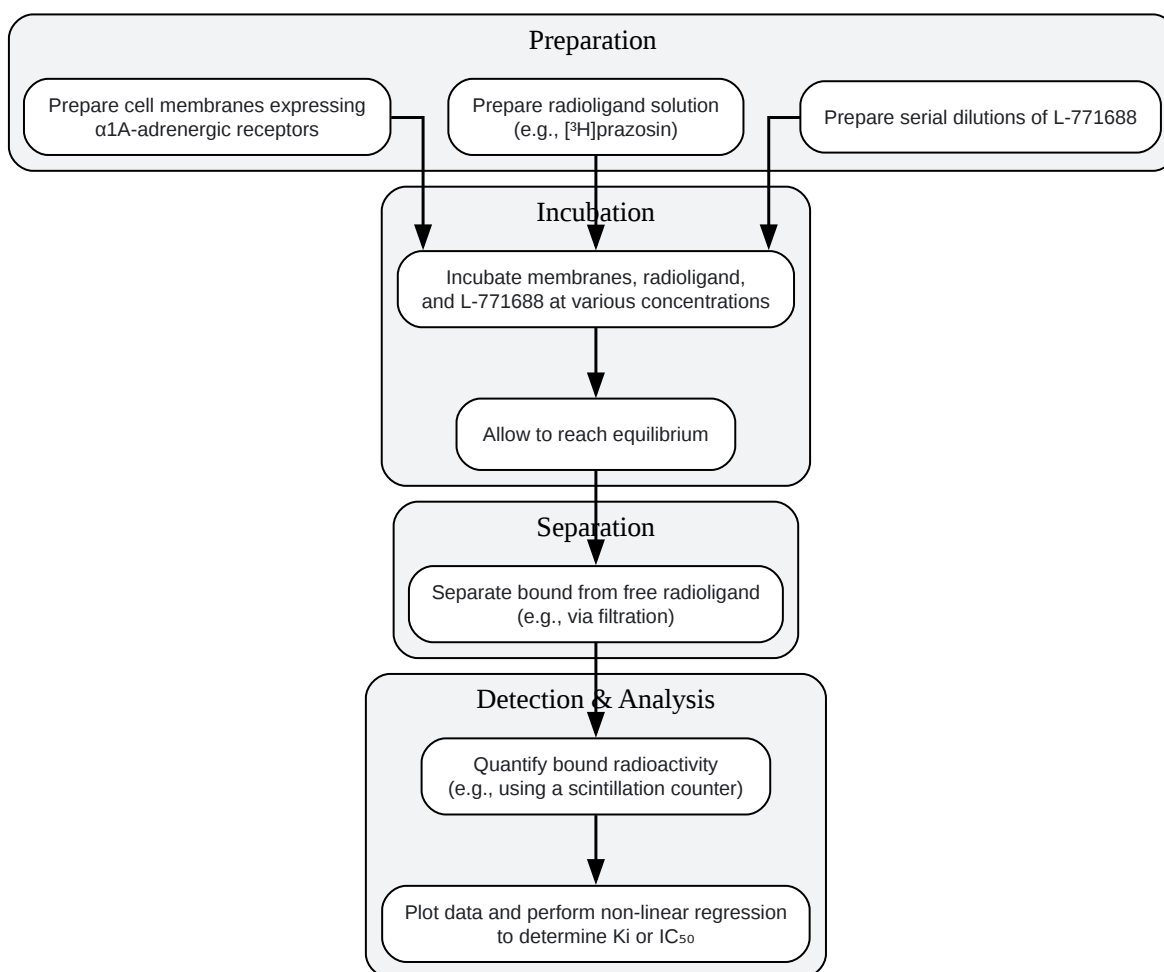 Preparation
Prepare cell membranes expressing
α1A-adrenergic receptors
Prepare radioligand solution
(e.g., [³H]prazosin)
Prepare serial dilutions of L-771688
Incubation
Incubate membranes, radioligand,
and L-771688 at various concentrations
Allow to reach equilibrium
Separation
Separate bound from free radioligand
(e.g., via filtration)
Detection & Analysis
Quantify bound radioactivity
(e.g., using a scintillation counter)
Plot data and perform non-linear regression
to determine Ki or IC₅₀